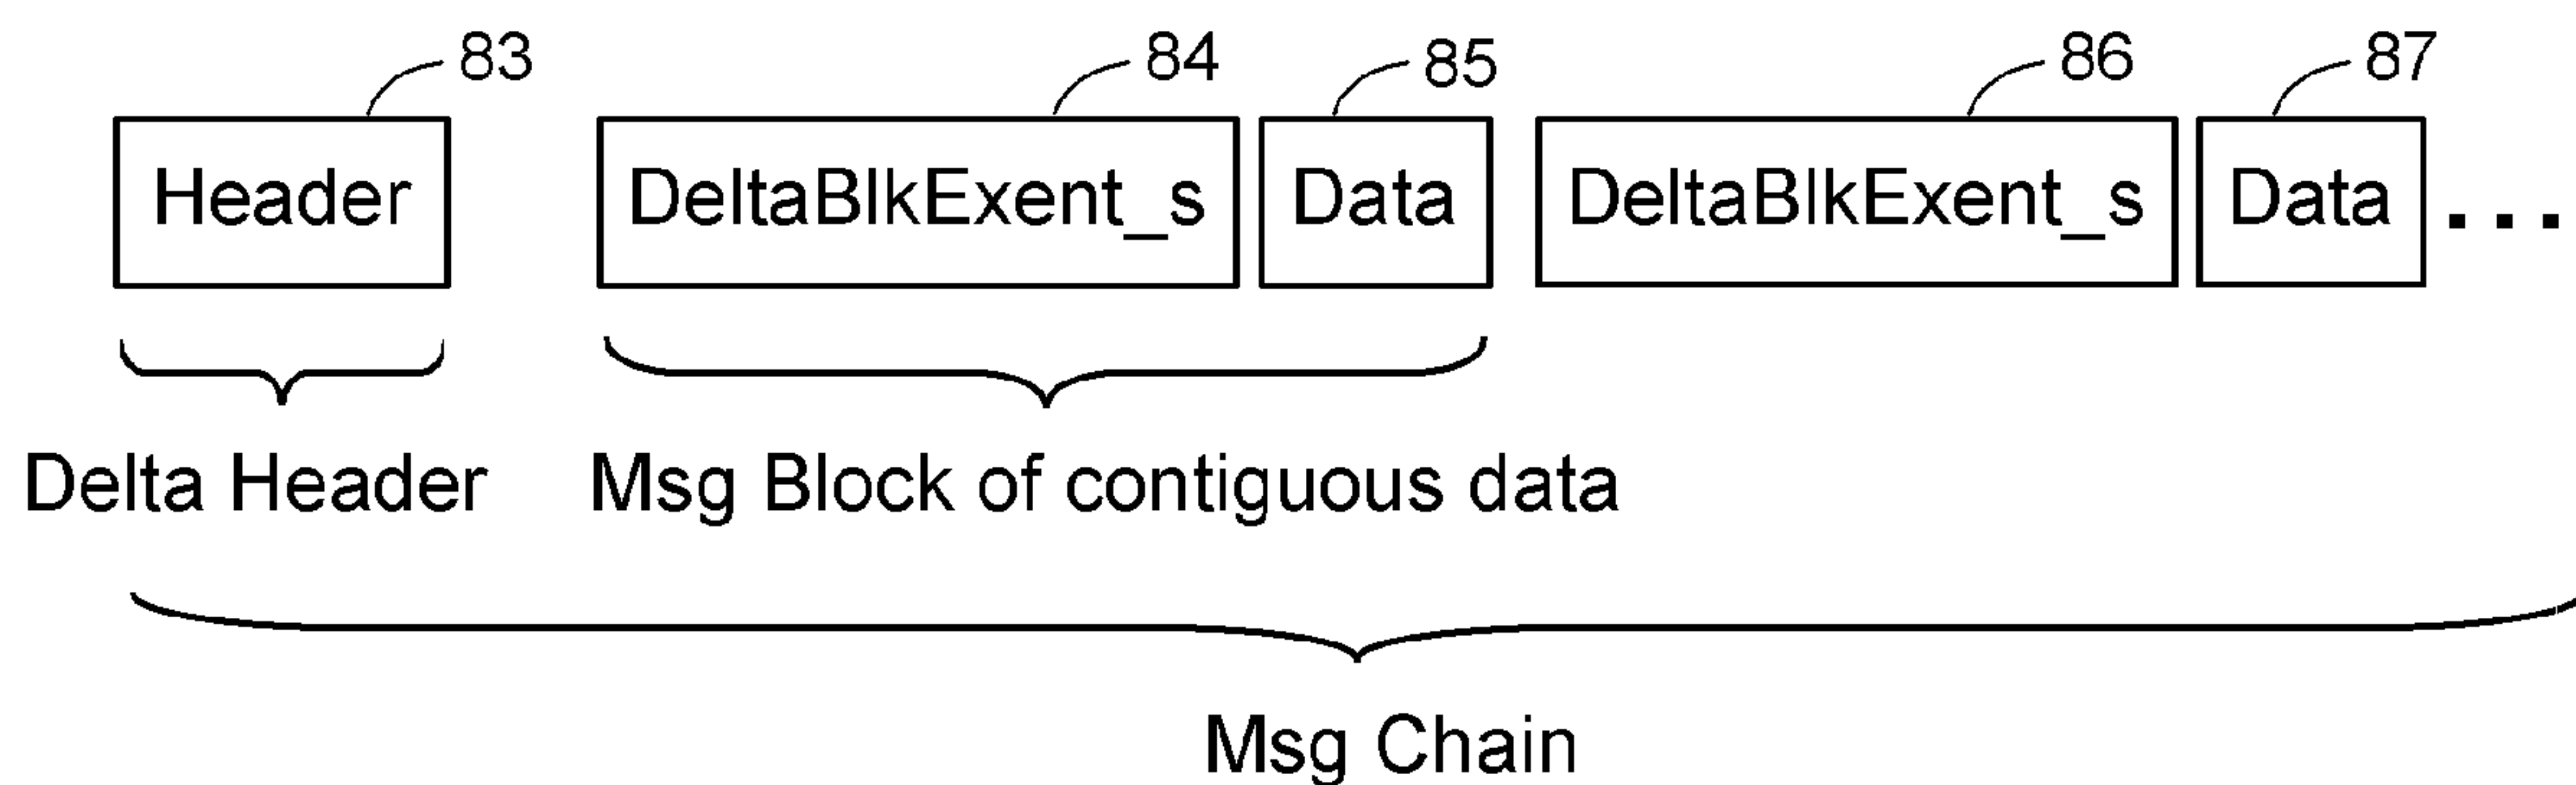 83 84 85 86 87
Header DeltaBlkExent_s Data DeltaBlkExent_s Data ...
Delta Header Msg Block of contiguous data
Msg Chain